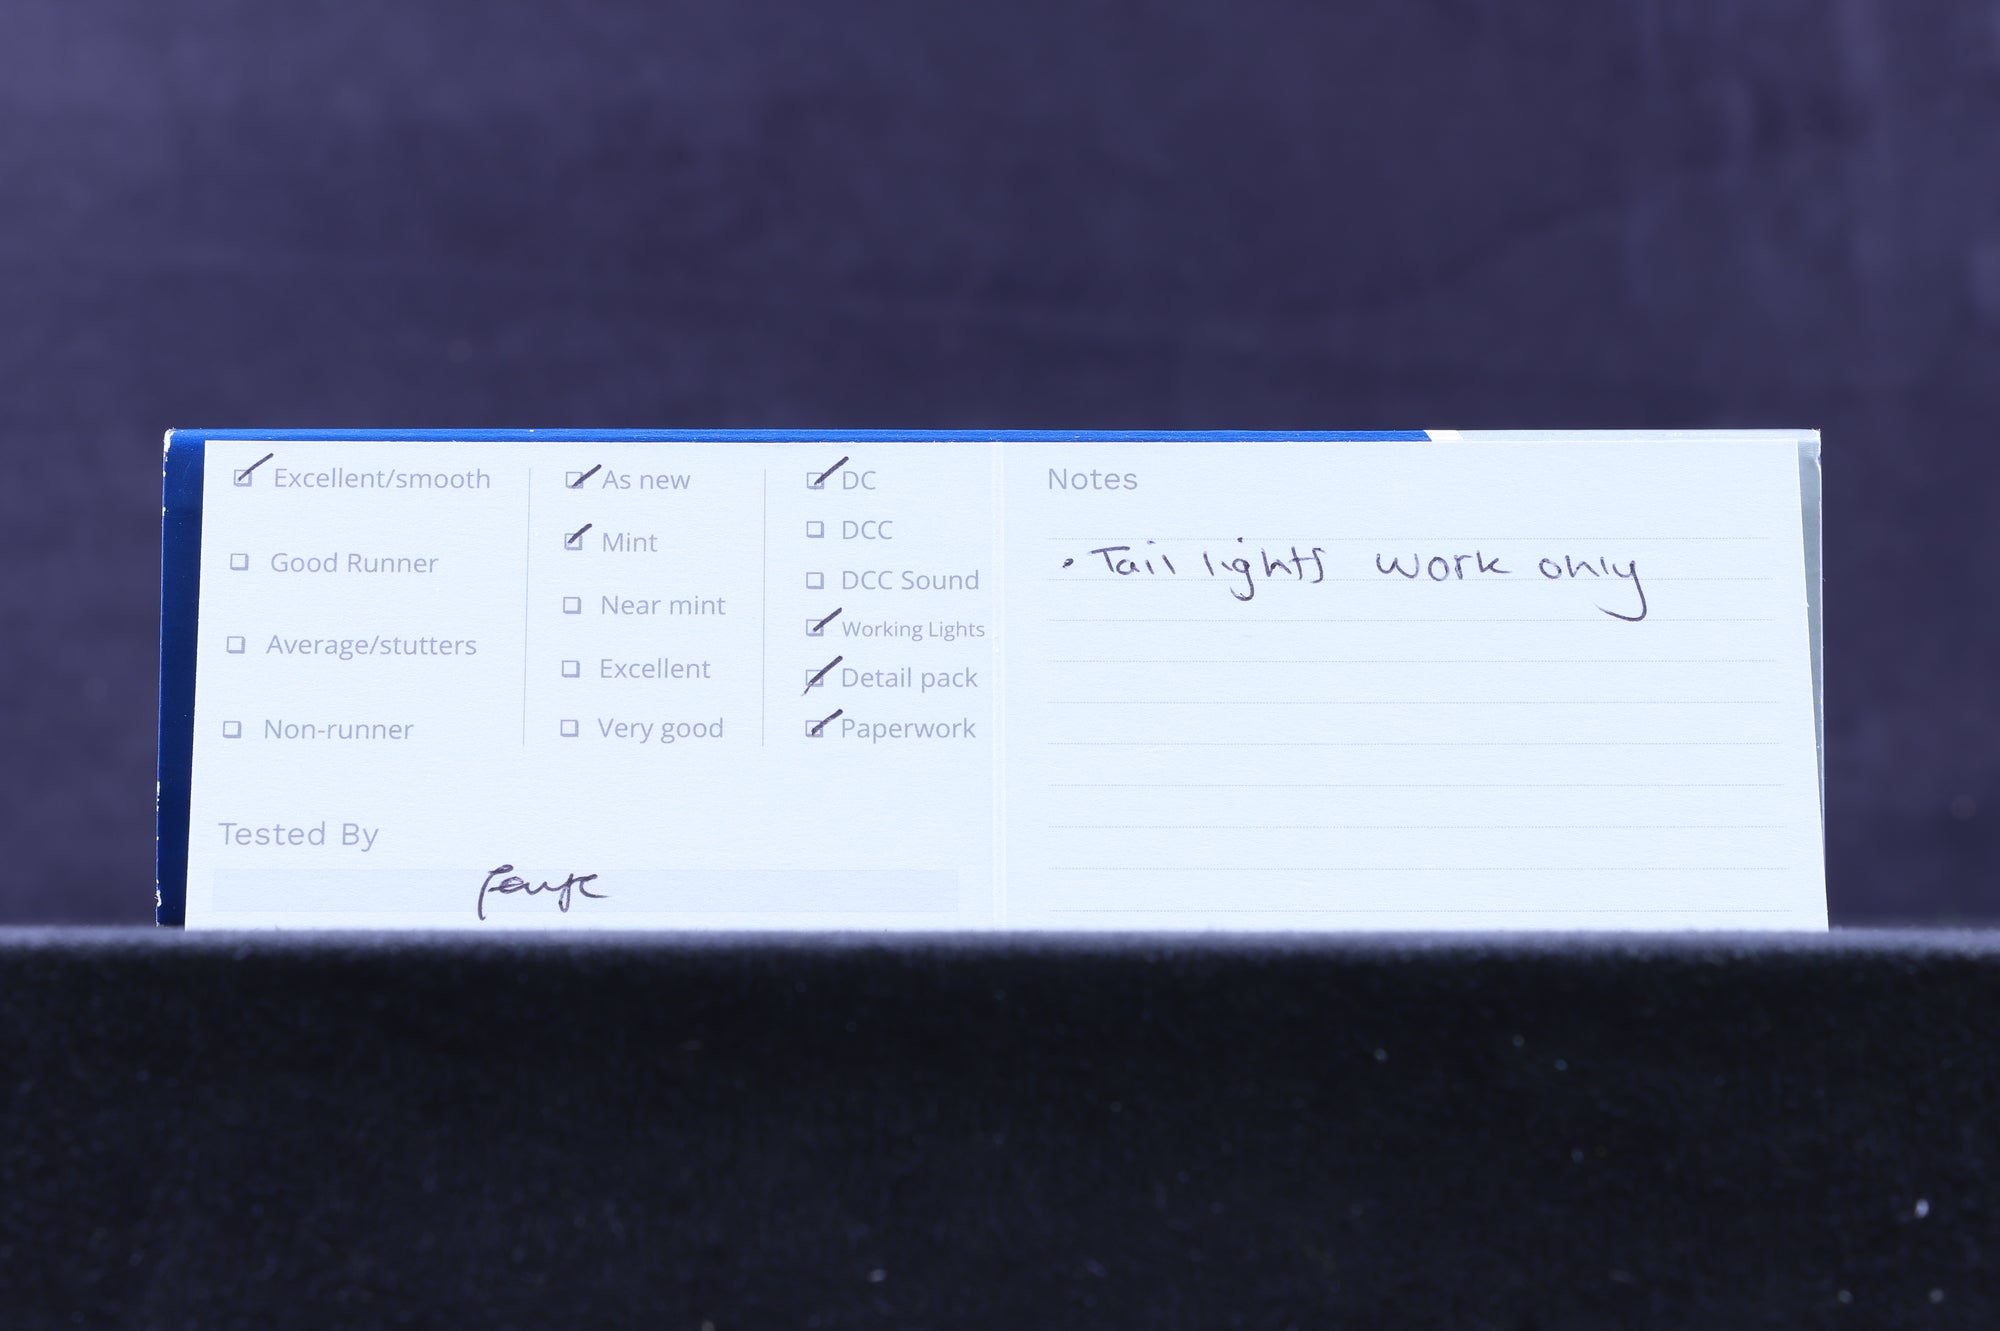 Excellent/smooth
Good Runner
Average/stutters
Non-runner
As new
Mint
Near mint
Excellent
Very good
DC
DCC
DCC Sound
Working Lights
Detail pack
Paperwork
Tested By
Notes
• Tail lights work only